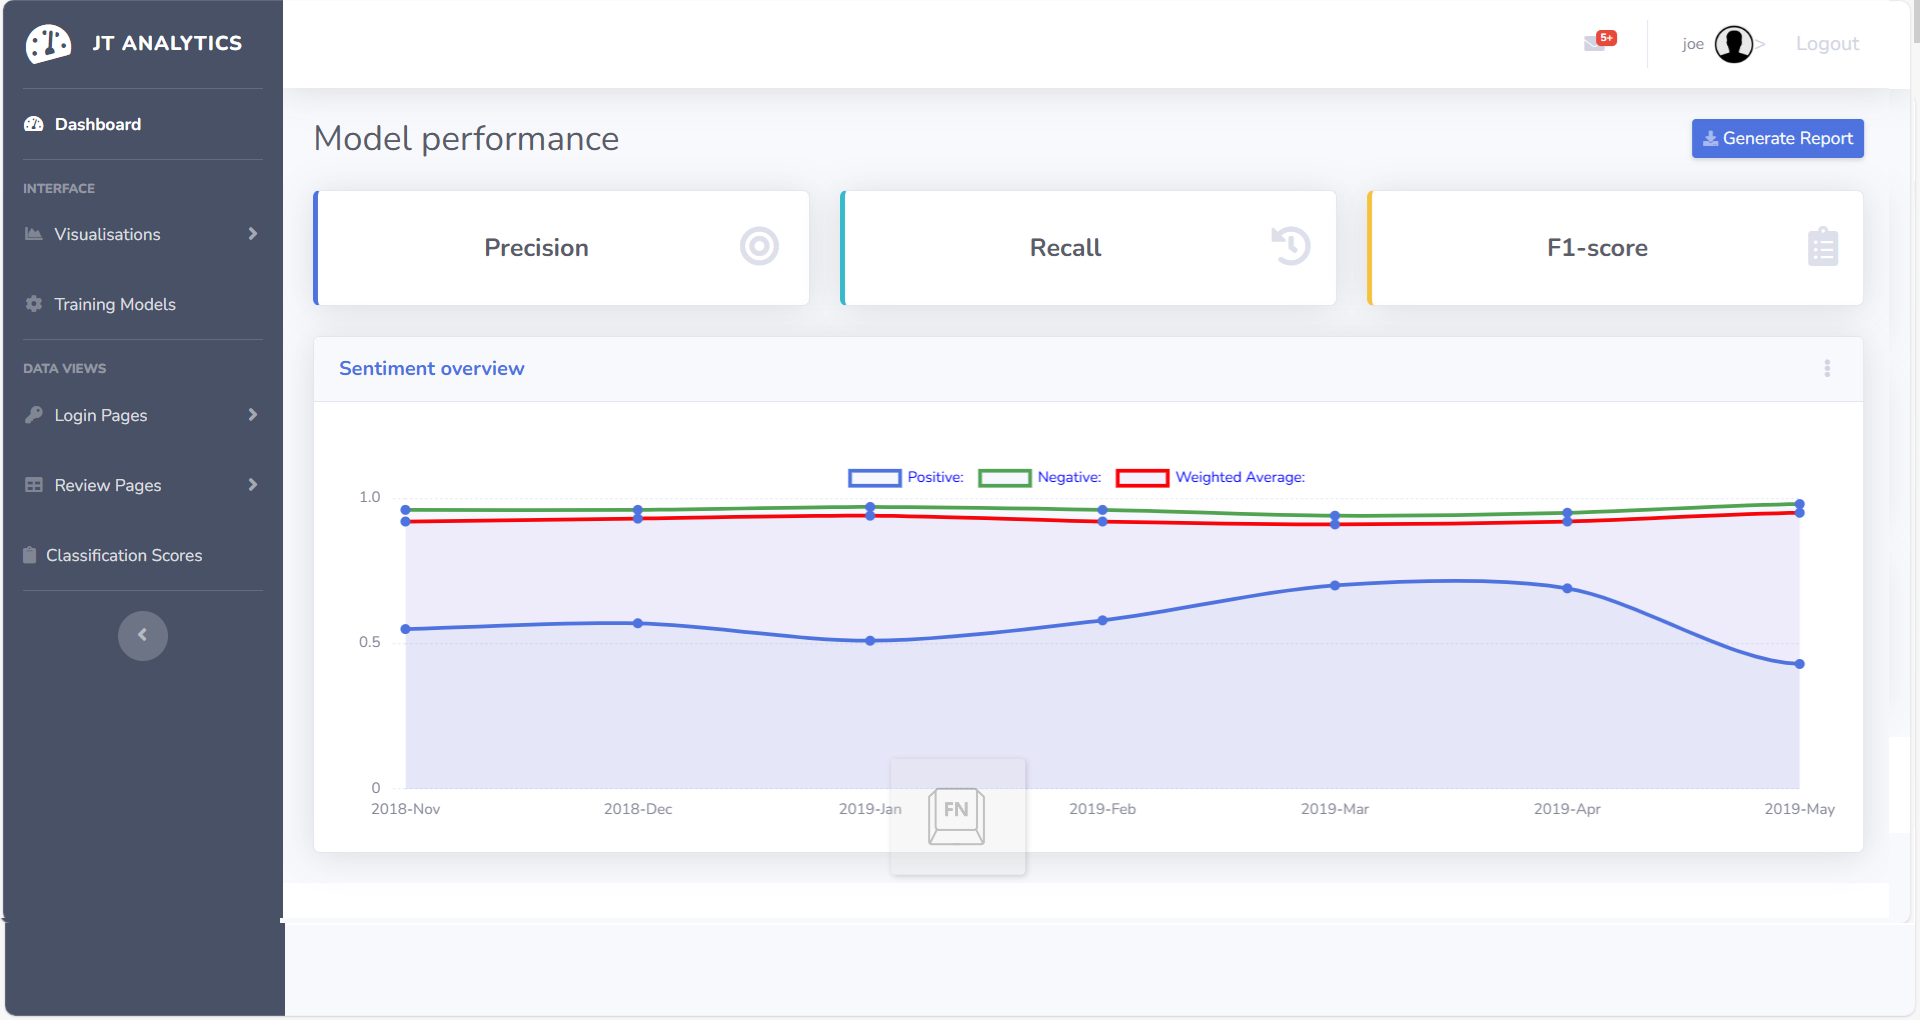 JT ANALYTICS
5+
joe
> Logout
Dashboard
Model performance
Generate Report
INTERFACE
Visualisations
Training Models
Precision
Recall
F1-score
DATA VIEWS
Login Pages
Review Pages
Classification Scores
Sentiment overview
Positive: Negative: Weighted Average:
1.0
0.5
0
2018-Nov 2018-Dec 2019-Jan 2019-Feb 2019-Mar 2019-Apr 2019-May
FN